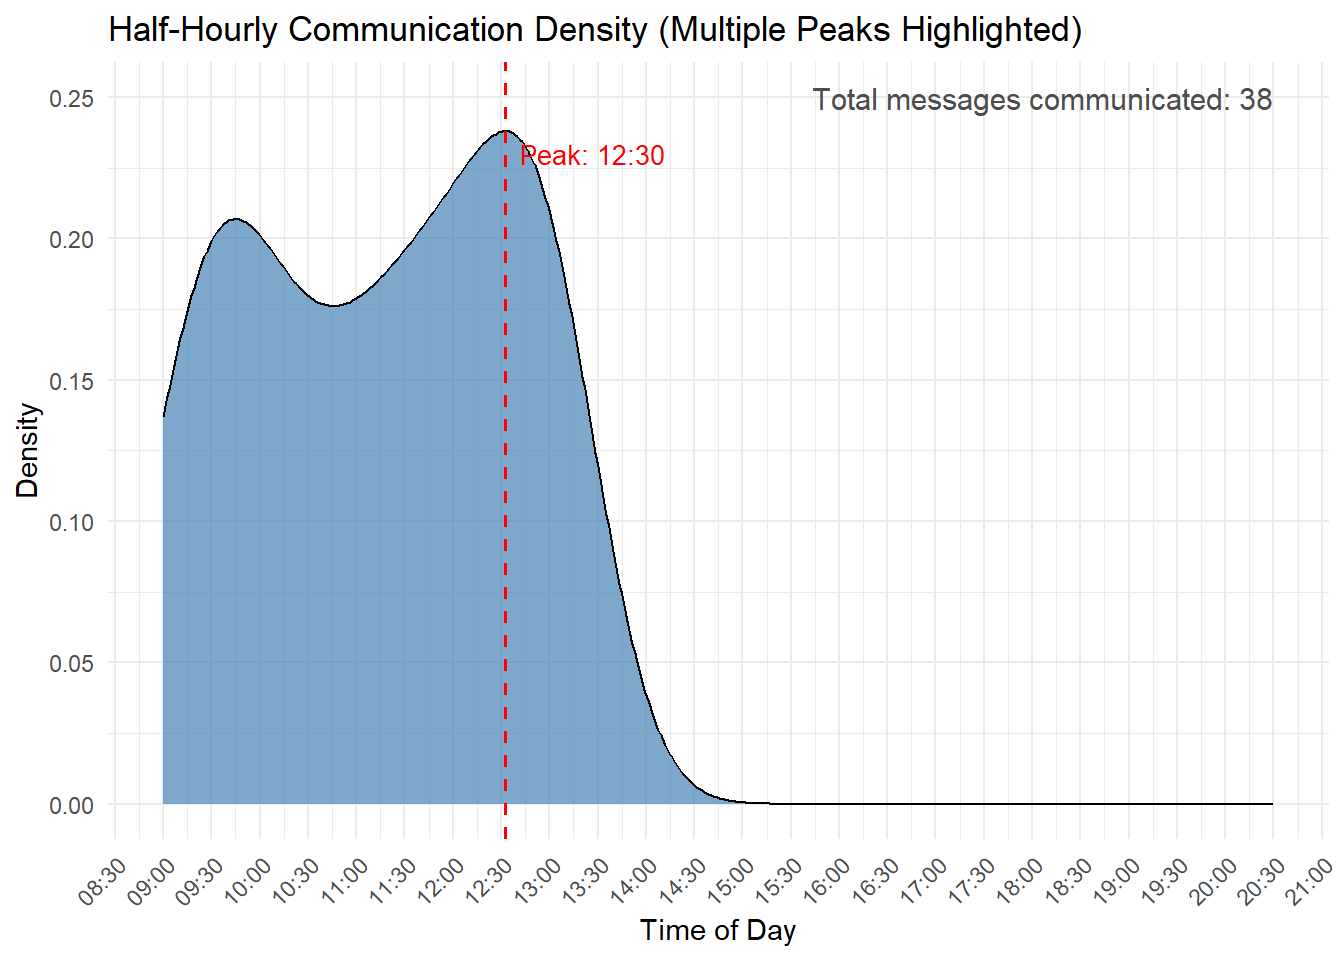 Half-Hourly Communication Density (Multiple Peaks Highlighted)
Total messages communicated: 38
Peak: 12:30
Density
0.25
0.20
0.15
0.10
0.05
0.00
08:30 09:00 09:30 10:00 10:30 11:00 11:30 12:00 12:30 13:00 13:30 14:00 14:30 15:00 15:30 16:00 16:30 17:00 17:30 18:00 18:30 19:00 19:30 20:00 20:30 21:00
Time of Day